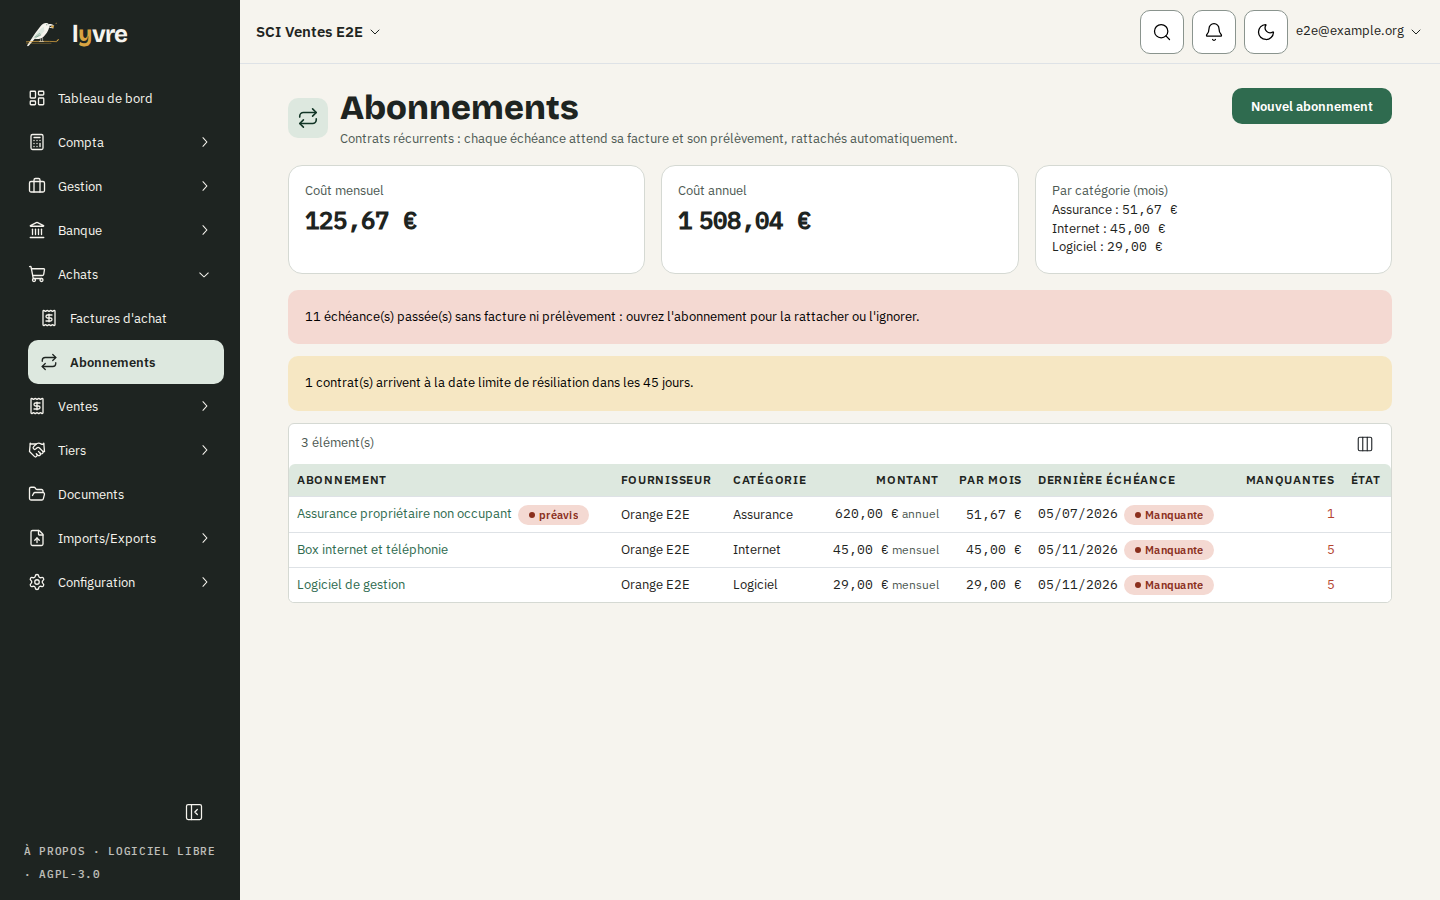 lyvre
SCI Ventes E2E
e2e@example.org
Tableau de bord
Compta
Gestion
Banque
Achats
Factures d'achat
Abonnements
Ventes
Tiers
Documents
Imports/Exports
Configuration
À PROPOS · LOGICIEL LIBRE
· AGPL-3.0
Abonnements
Contrats récurrents : chaque échéance attend sa facture et son prélèvement, rattachés automatiquement.
Nouvel abonnement
Coût mensuel
125,67 €
Coût annuel
1 508,04 €
Par catégorie (mois)
Assurance : 51,67 €
Internet : 45,00 €
Logiciel : 29,00 €
11 échéance(s) passée(s) sans facture ni prélèvement : ouvrez l'abonnement pour la rattacher ou l'ignorer.
1 contrat(s) arrivent à la date limite de résiliation dans les 45 jours.
3 élément(s)
ABONNEMENT FOURNISSEUR CATÉGORIE MONTANT PAR MOIS DERNIÈRE ÉCHÉANCE MANQUANTES ÉTAT
Assurance propriétaire non occupant préavis Orange E2E Assurance 620,00 € annuel 51,67 € 05/07/2026 Manquante 1
Box internet et téléphonie Orange E2E Internet 45,00 € mensuel 45,00 € 05/11/2026 Manquante 5
Logiciel de gestion Orange E2E Logiciel 29,00 € mensuel 29,00 € 05/11/2026 Manquante 5